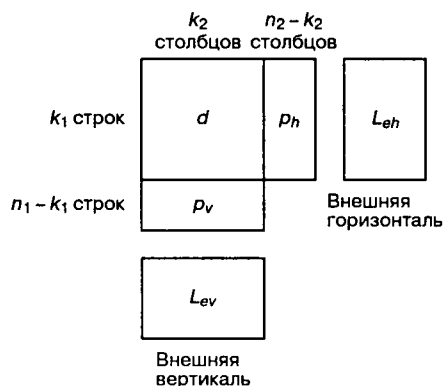 k₂ столбцов
n₂ – k₂ столбцов
k₁ строк
d
pₕ
Lₑₕ
n₁ – k₁ строк
pᵥ
Внешняя
горизонталь
Lₑᵥ
Внешняя
вертикаль